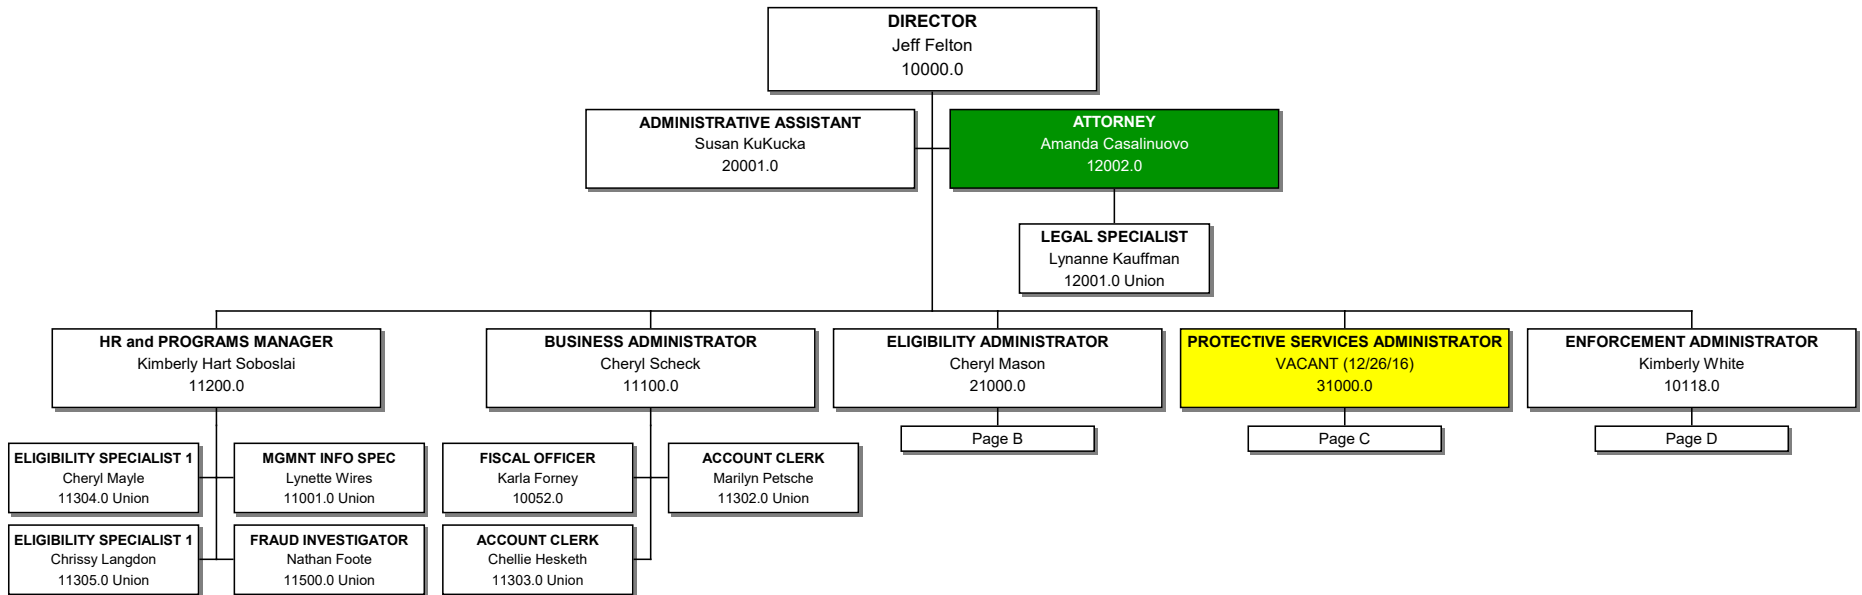 DIRECTOR
Jeff Felton
10000.0
ADMINISTRATIVE ASSISTANT
Susan KuKucka
20001.0
ATTORNEY
Amanda Casalinuovo
12002.0
LEGAL SPECIALIST
Lynanne Kauffman
12001.0 Union
HR and PROGRAMS MANAGER
Kimberly Hart Soboslai
11200.0
BUSINESS ADMINISTRATOR
Cheryl Scheck
11100.0
ELIGIBILITY ADMINISTRATOR
Cheryl Mason
21000.0
PROTECTIVE SERVICES ADMINISTRATOR
VACANT (12/26/16)
31000.0
ENFORCEMENT ADMINISTRATOR
Kimberly White
10118.0
Page B
Page C
Page D
ELIGIBILITY SPECIALIST 1
Cheryl Mayle
11304.0 Union
MGMNT INFO SPEC
Lynette Wires
11001.0 Union
FISCAL OFFICER
Karla Forney
10052.0
ACCOUNT CLERK
Marilyn Petsche
11302.0 Union
ELIGIBILITY SPECIALIST 1
Chrissy Langdon
11305.0 Union
FRAUD INVESTIGATOR
Nathan Foote
11500.0 Union
ACCOUNT CLERK
Chellie Hesketh
11303.0 Union